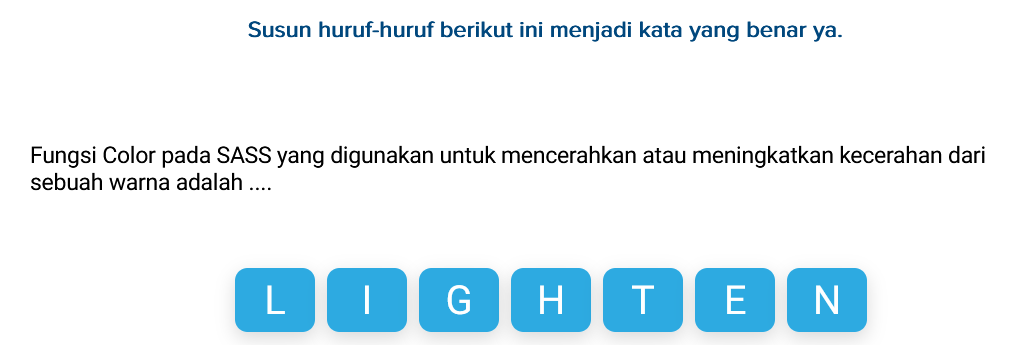 Susun huruf-huruf berikut ini menjadi kata yang benar ya.
Fungsi Color pada SASS yang digunakan untuk mencerahkan atau meningkatkan kecerahan dari
sebuah warna adalah ....
L I G H T E N